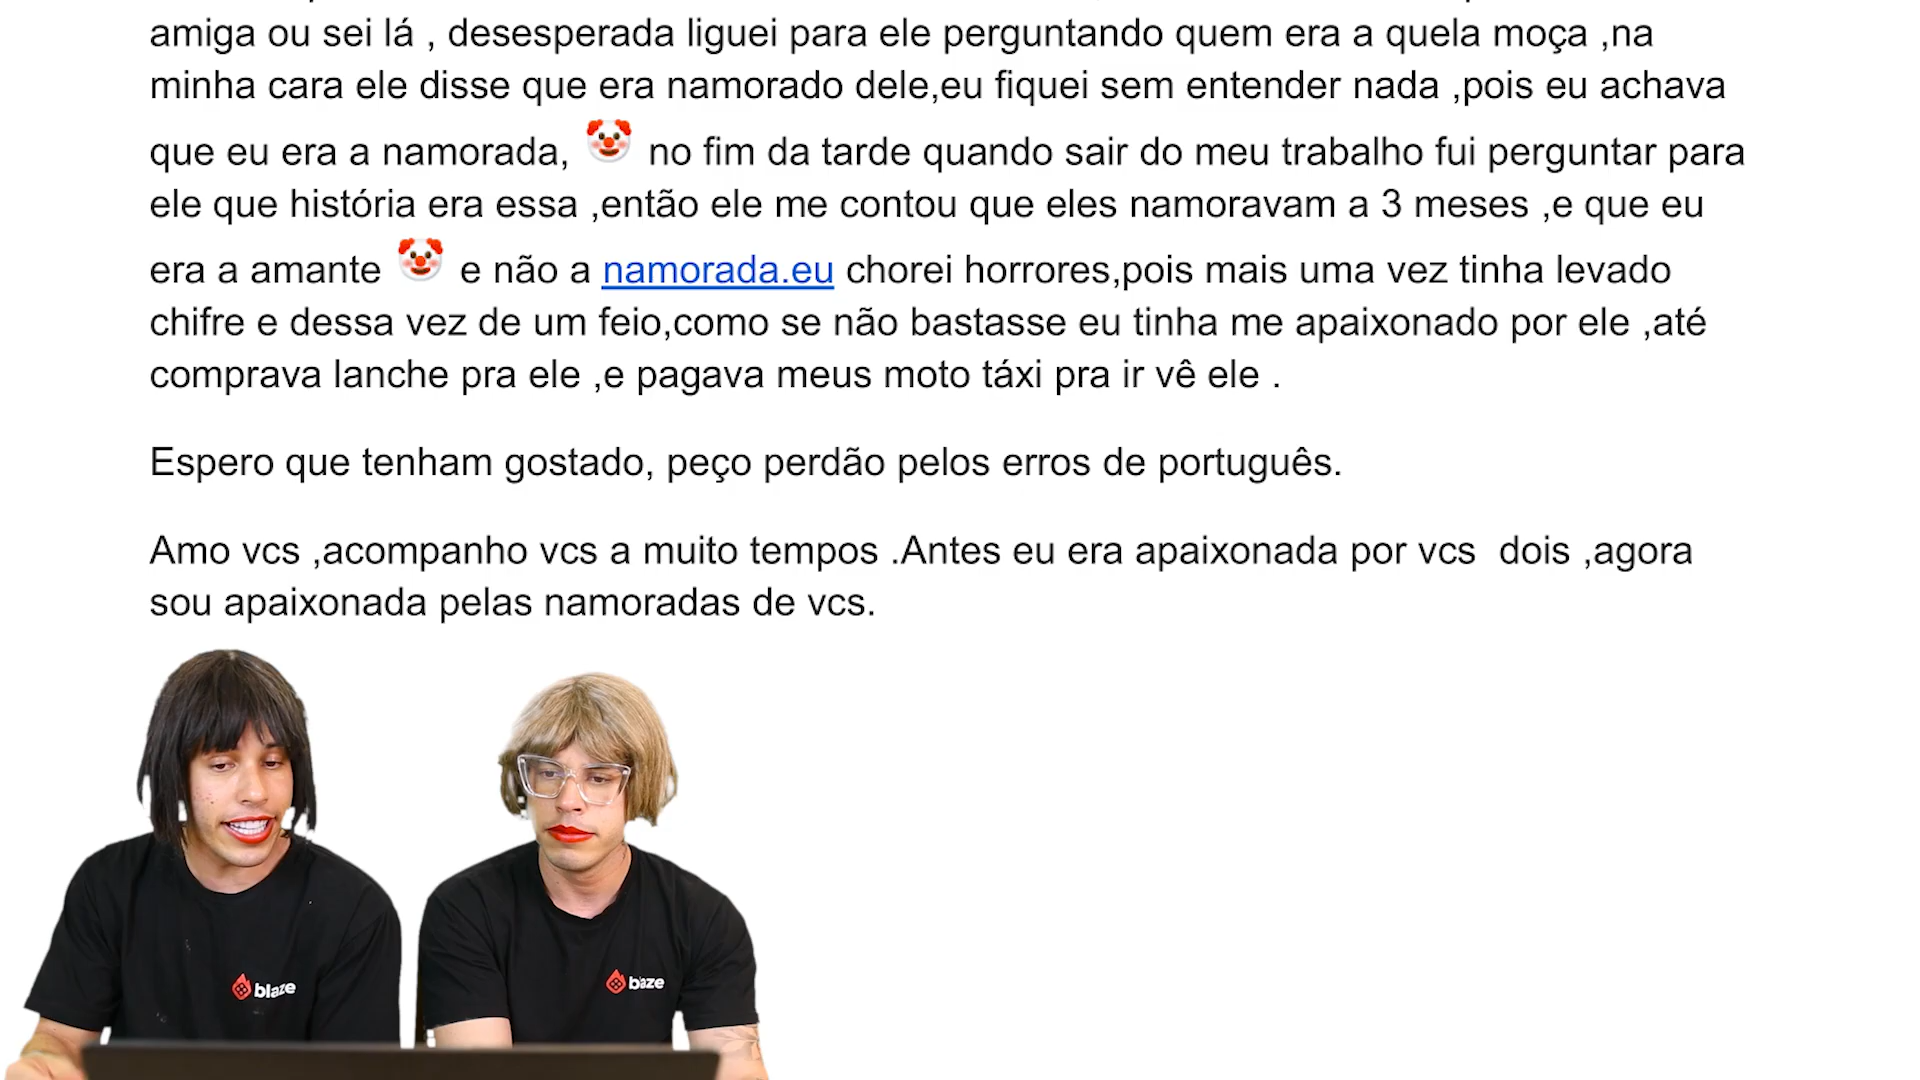 amiga ou sei lá , desesperada liguei para ele perguntando quem era a quela moça ,na
minha cara ele disse que era namorado dele,eu fiquei sem entender nada ,pois eu achava
que eu era a namorada, 🤡 no fim da tarde quando sair do meu trabalho fui perguntar para
ele que história era essa ,então ele me contou que eles namoravam a 3 meses ,e que eu
era a amante 🤡 e não a namorada.eu chorei horrores,pois mais uma vez tinha levado
chifre e dessa vez de um feio,como se não bastasse eu tinha me apaixonado por ele ,até
comprava lanche pra ele ,e pagava meus moto táxi pra ir vê ele .
Espero que tenham gostado, peço perdão pelos erros de português.
Amo vcs ,acompanho vcs a muito tempos .Antes eu era apaixonada por vcs  dois ,agora
sou apaixonada pelas namoradas de vcs.
blaze
blaze